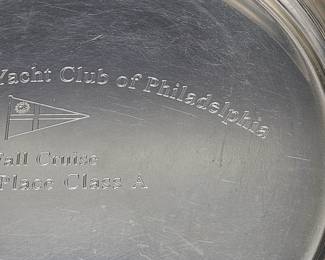 Yacht Club of Philadelphia
Fall Cruise
Place Class A